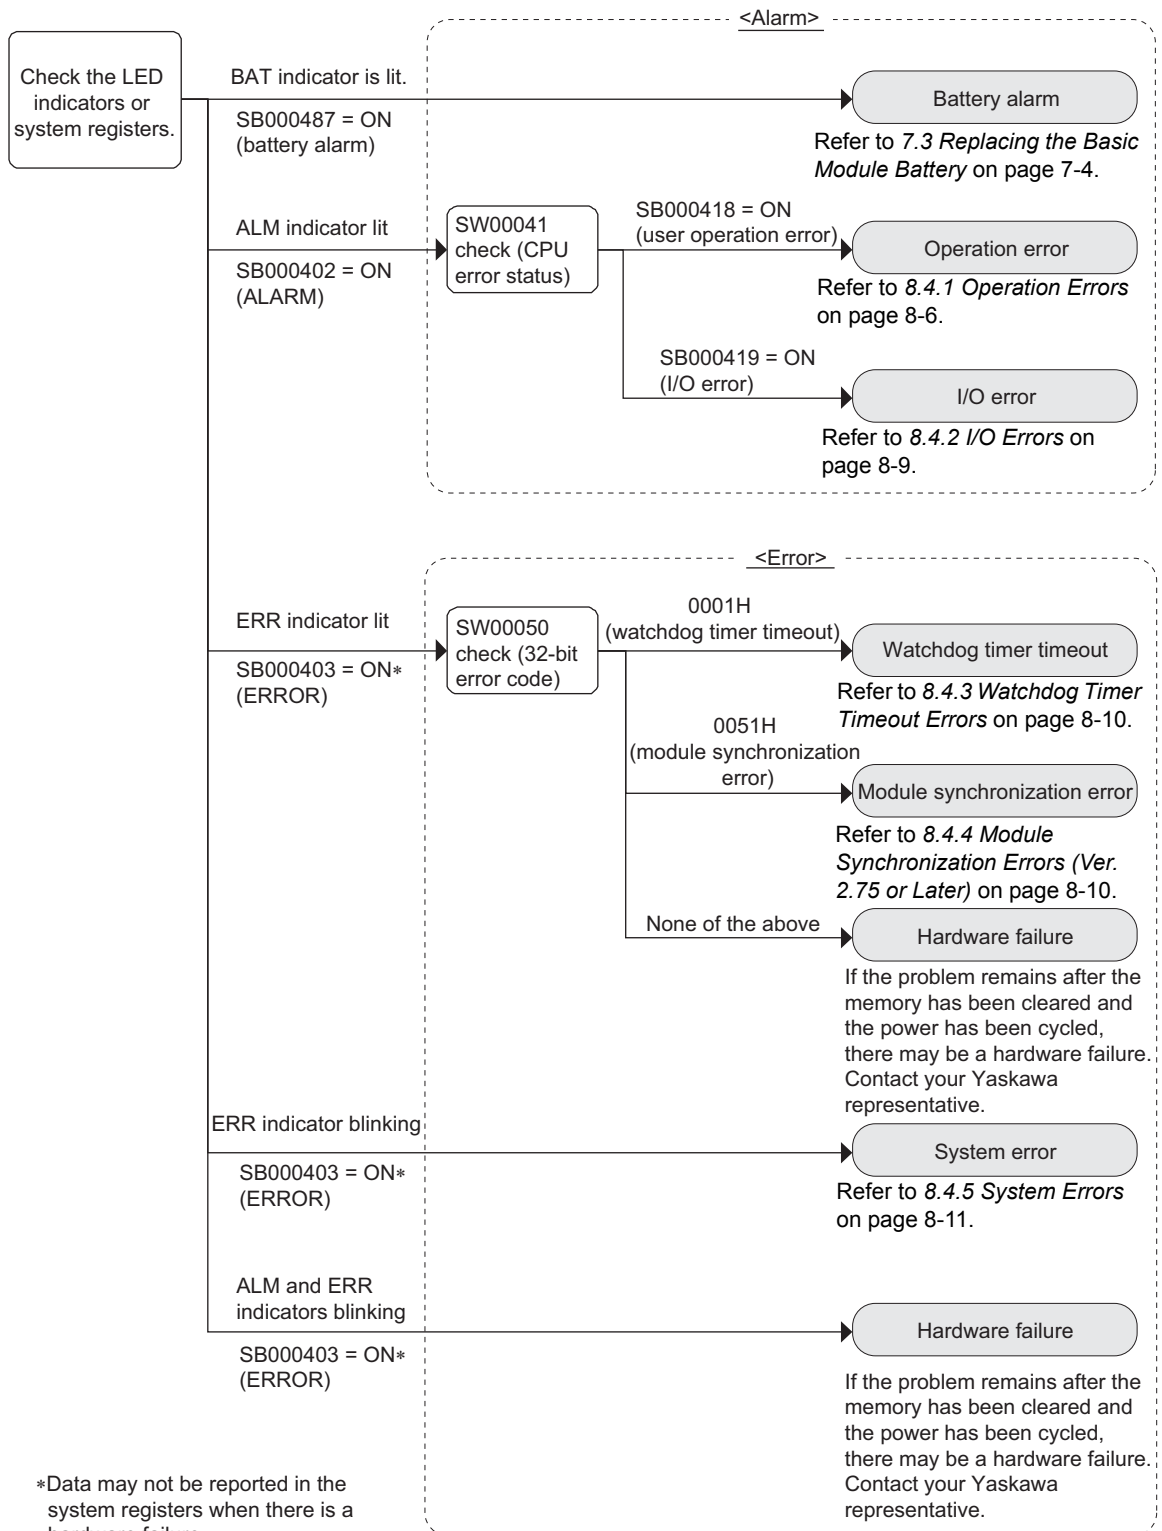 <Alarm>
Check the LED
indicators or
system registers.
BAT indicator is lit.
SB000487 = ON
(battery alarm)
Battery alarm
Refer to 7.3 Replacing the Basic
Module Battery on page 7-4.
ALM indicator lit
SB000402 = ON
(ALARM)
SW00041
check (CPU
error status)
SB000418 = ON
(user operation error)
Operation error
Refer to 8.4.1 Operation Errors
on page 8-6.
SB000419 = ON
(I/O error)
I/O error
Refer to 8.4.2 I/O Errors on
page 8-9.
<Error>
ERR indicator lit
SB000403 = ON*
(ERROR)
SW00050
check (32-bit
error code)
0001H
(watchdog timer timeout)
Watchdog timer timeout
Refer to 8.4.3 Watchdog Timer
Timeout Errors on page 8-10.
0051H
(module synchronization
error)
Module synchronization error
Refer to 8.4.4 Module
Synchronization Errors (Ver.
2.75 or Later) on page 8-10.
None of the above
Hardware failure
If the problem remains after the
memory has been cleared and
the power has been cycled,
there may be a hardware failure.
Contact your Yaskawa
representative.
ERR indicator blinking
SB000403 = ON*
(ERROR)
System error
Refer to 8.4.5 System Errors
on page 8-11.
ALM and ERR
indicators blinking
SB000403 = ON*
(ERROR)
Hardware failure
If the problem remains after the
memory has been cleared and
the power has been cycled,
there may be a hardware failure.
Contact your Yaskawa
representative.
*Data may not be reported in the
system registers when there is a
hardware failure